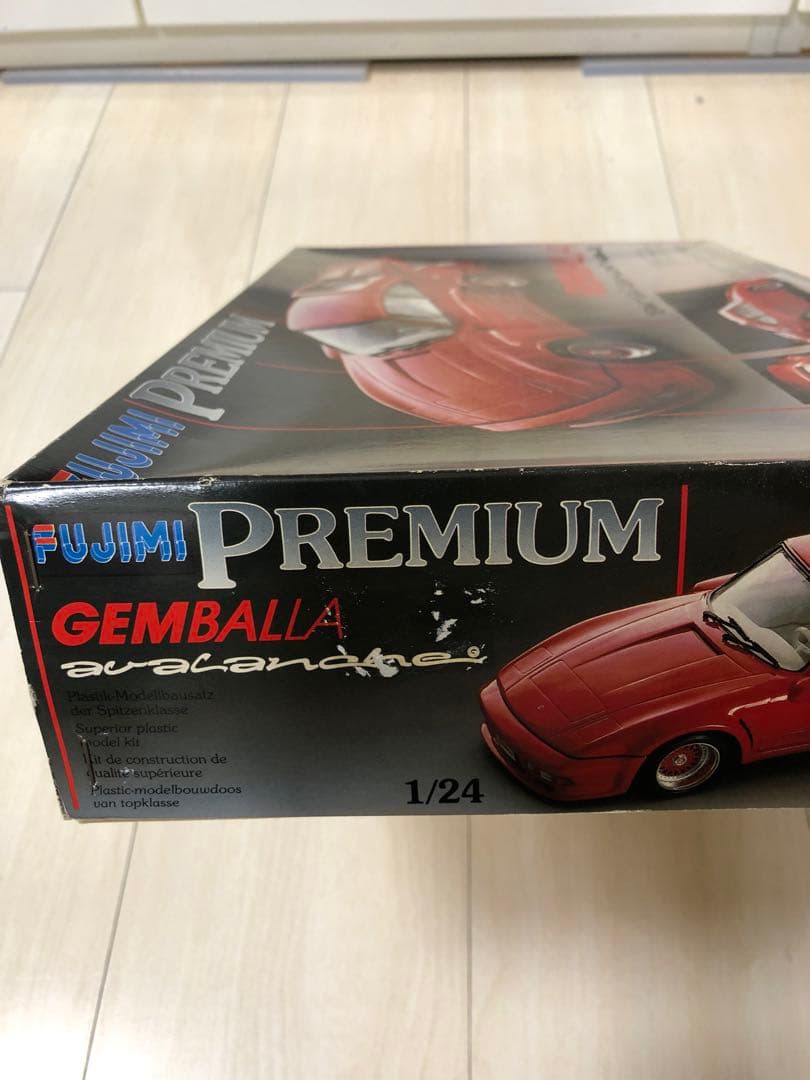 FUJIMI PREMIUM
FUJIMI PREMIUM
GEMBALLA
avalanche ©
Plastik-Modellbausatz
der Spitzenklasse
Superior plastic
model kit
Kit de construction de
qualité supérieure
Plastic-modelbouwdoos
van topklasse
1/24